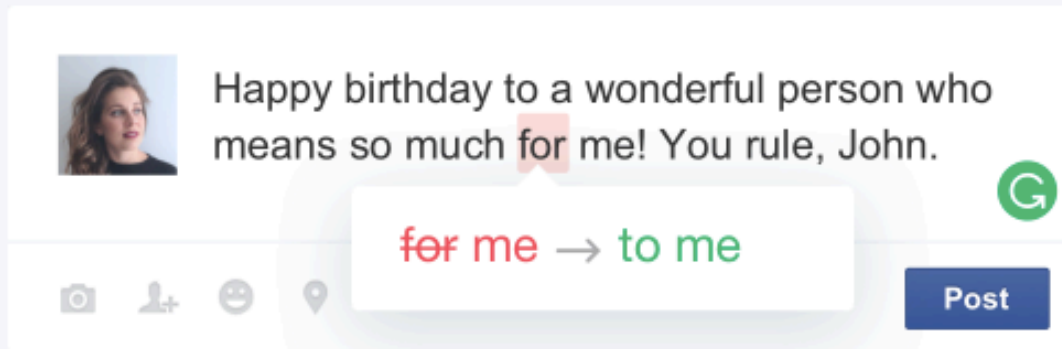 Happy birthday to a wonderful person who
means so much for me! You rule, John.
for me → to me
Post